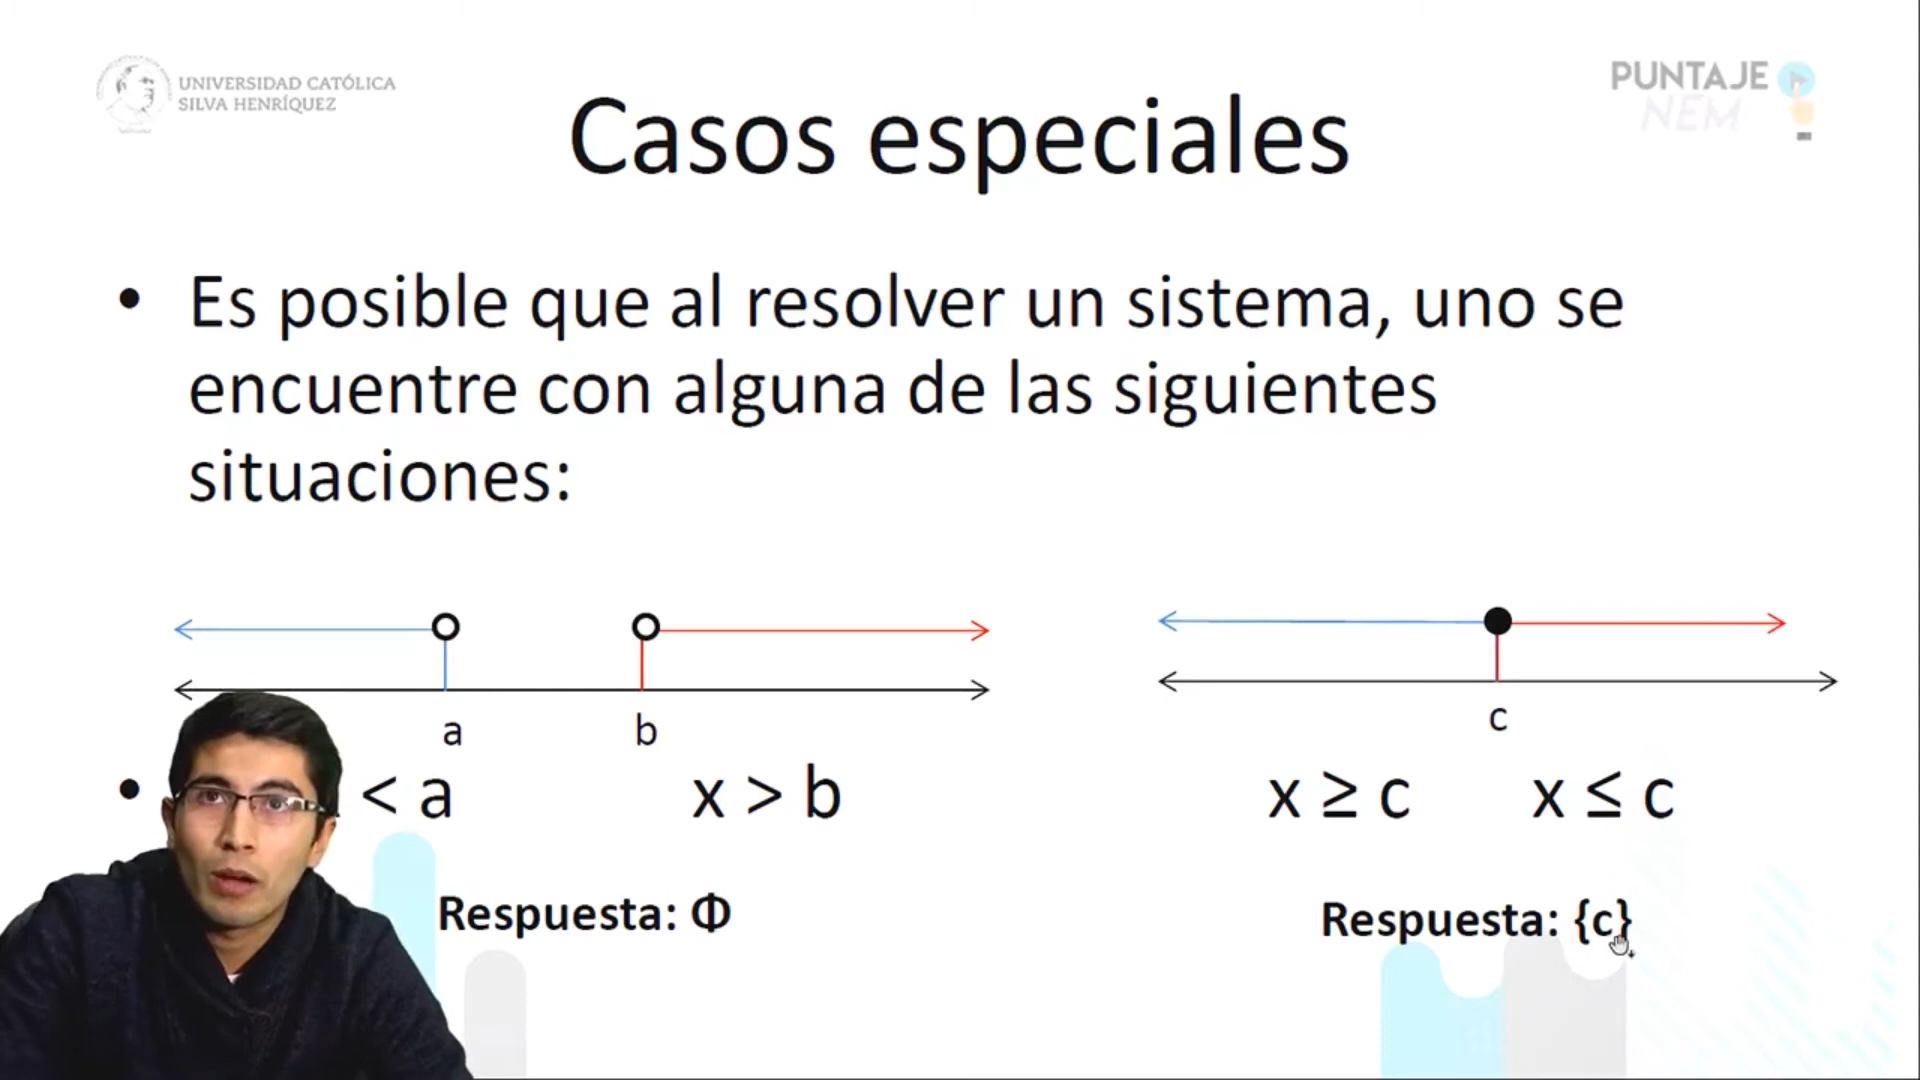 UNIVERSIDAD CATÓLICA
SILVA HENRÍQUEZ
PUNTAJE
NEM
Casos especiales
• Es posible que al resolver un sistema, uno se
encuentre con alguna de las siguientes
situaciones:
a b
c
• < a x > b x ≥ c x ≤ c
Respuesta: Φ
Respuesta: {c}